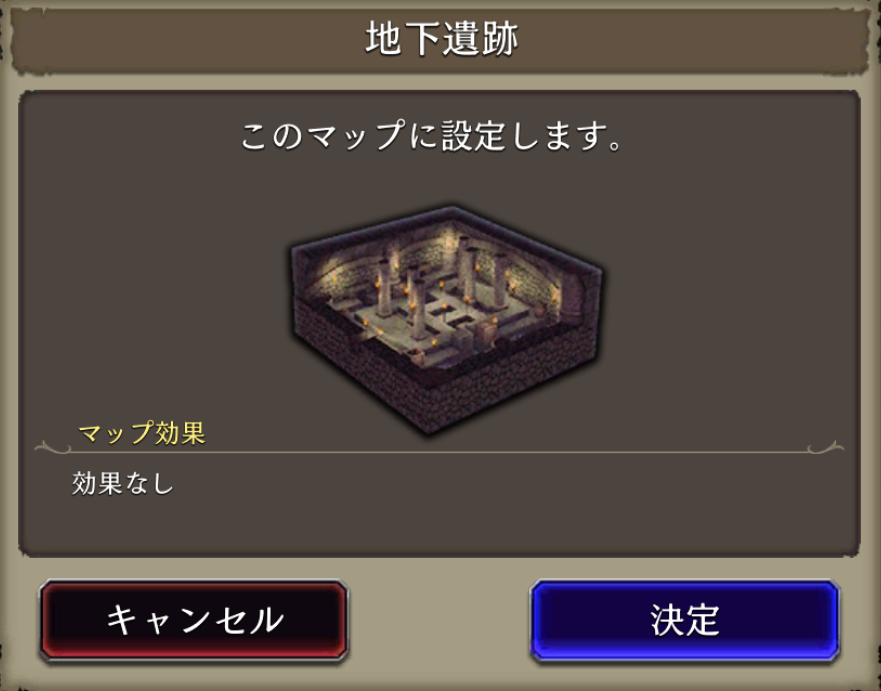 地下遺跡
このマップに設定します。
マップ効果
効果なし
キャンセル
決定